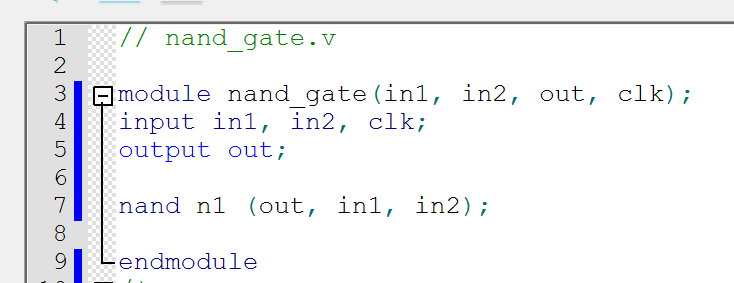 1 // nand_gate.v
2
3 module nand_gate(in1, in2, out, clk);
4 input in1, in2, clk;
5 output out;
6
7 nand n1 (out, in1, in2);
8
9 endmodule